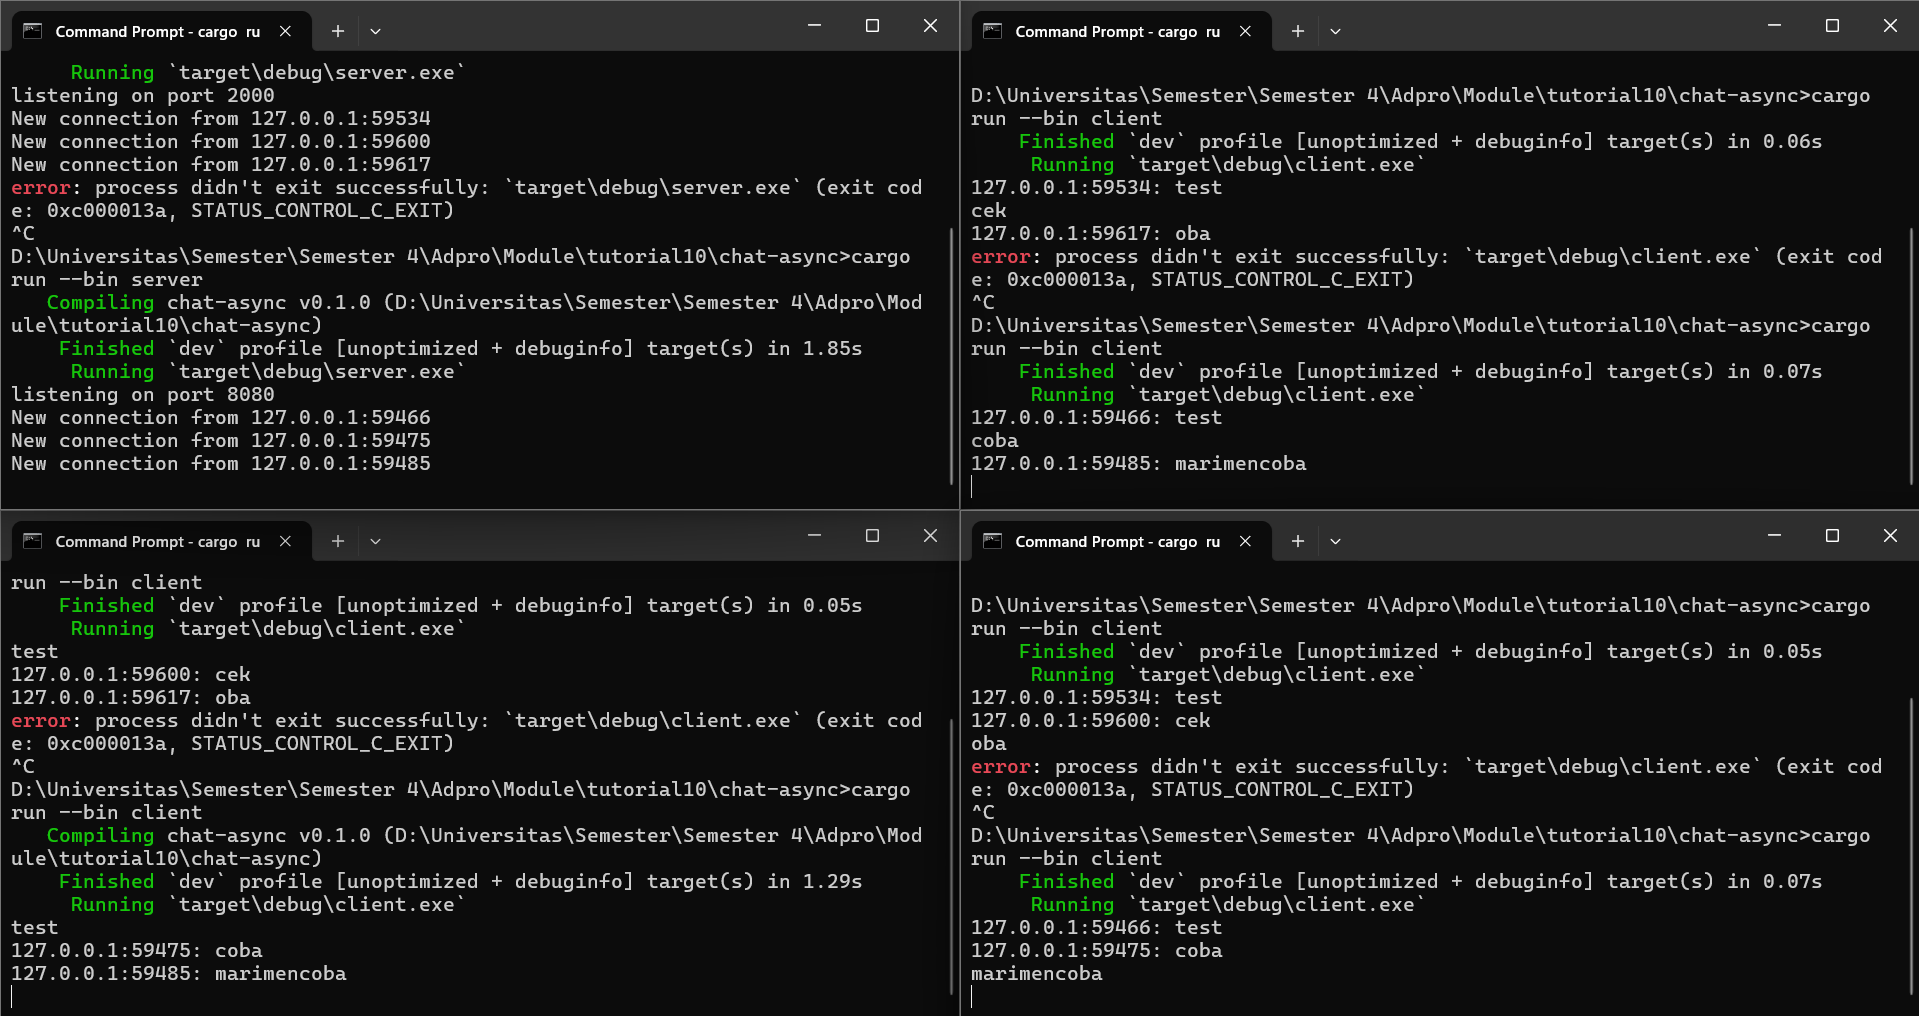 Command Prompt - cargo  ru
     Running `target\debug\server.exe`
listening on port 2000
New connection from 127.0.0.1:59534
New connection from 127.0.0.1:59600
New connection from 127.0.0.1:59617
error: process didn't exit successfully: `target\debug\server.exe` (exit cod
e: 0xc000013a, STATUS_CONTROL_C_EXIT)
^C
D:\Universitas\Semester\Semester 4\Adpro\Module\tutorial10\chat-async>cargo
run --bin server
   Compiling chat-async v0.1.0 (D:\Universitas\Semester\Semester 4\Adpro\Mod
ule\tutorial10\chat-async)
    Finished `dev` profile [unoptimized + debuginfo] target(s) in 1.85s
     Running `target\debug\server.exe`
listening on port 8080
New connection from 127.0.0.1:59466
New connection from 127.0.0.1:59475
New connection from 127.0.0.1:59485
Command Prompt - cargo  ru
D:\Universitas\Semester\Semester 4\Adpro\Module\tutorial10\chat-async>cargo
run --bin client
    Finished `dev` profile [unoptimized + debuginfo] target(s) in 0.06s
     Running `target\debug\client.exe`
127.0.0.1:59534: test
cek
127.0.0.1:59617: oba
error: process didn't exit successfully: `target\debug\client.exe` (exit cod
e: 0xc000013a, STATUS_CONTROL_C_EXIT)
^C
D:\Universitas\Semester\Semester 4\Adpro\Module\tutorial10\chat-async>cargo
run --bin client
    Finished `dev` profile [unoptimized + debuginfo] target(s) in 0.07s
     Running `target\debug\client.exe`
127.0.0.1:59466: test
coba
127.0.0.1:59485: marimencoba
Command Prompt - cargo  ru
run --bin client
    Finished `dev` profile [unoptimized + debuginfo] target(s) in 0.05s
     Running `target\debug\client.exe`
test
127.0.0.1:59600: cek
127.0.0.1:59617: oba
error: process didn't exit successfully: `target\debug\client.exe` (exit cod
e: 0xc000013a, STATUS_CONTROL_C_EXIT)
^C
D:\Universitas\Semester\Semester 4\Adpro\Module\tutorial10\chat-async>cargo
run --bin client
   Compiling chat-async v0.1.0 (D:\Universitas\Semester\Semester 4\Adpro\Mod
ule\tutorial10\chat-async)
    Finished `dev` profile [unoptimized + debuginfo] target(s) in 1.29s
     Running `target\debug\client.exe`
test
127.0.0.1:59475: coba
127.0.0.1:59485: marimencoba
Command Prompt - cargo  ru
D:\Universitas\Semester\Semester 4\Adpro\Module\tutorial10\chat-async>cargo
run --bin client
    Finished `dev` profile [unoptimized + debuginfo] target(s) in 0.05s
     Running `target\debug\client.exe`
127.0.0.1:59534: test
127.0.0.1:59600: cek
oba
error: process didn't exit successfully: `target\debug\client.exe` (exit cod
e: 0xc000013a, STATUS_CONTROL_C_EXIT)
^C
D:\Universitas\Semester\Semester 4\Adpro\Module\tutorial10\chat-async>cargo
run --bin client
    Finished `dev` profile [unoptimized + debuginfo] target(s) in 0.07s
     Running `target\debug\client.exe`
127.0.0.1:59466: test
127.0.0.1:59475: coba
marimencoba